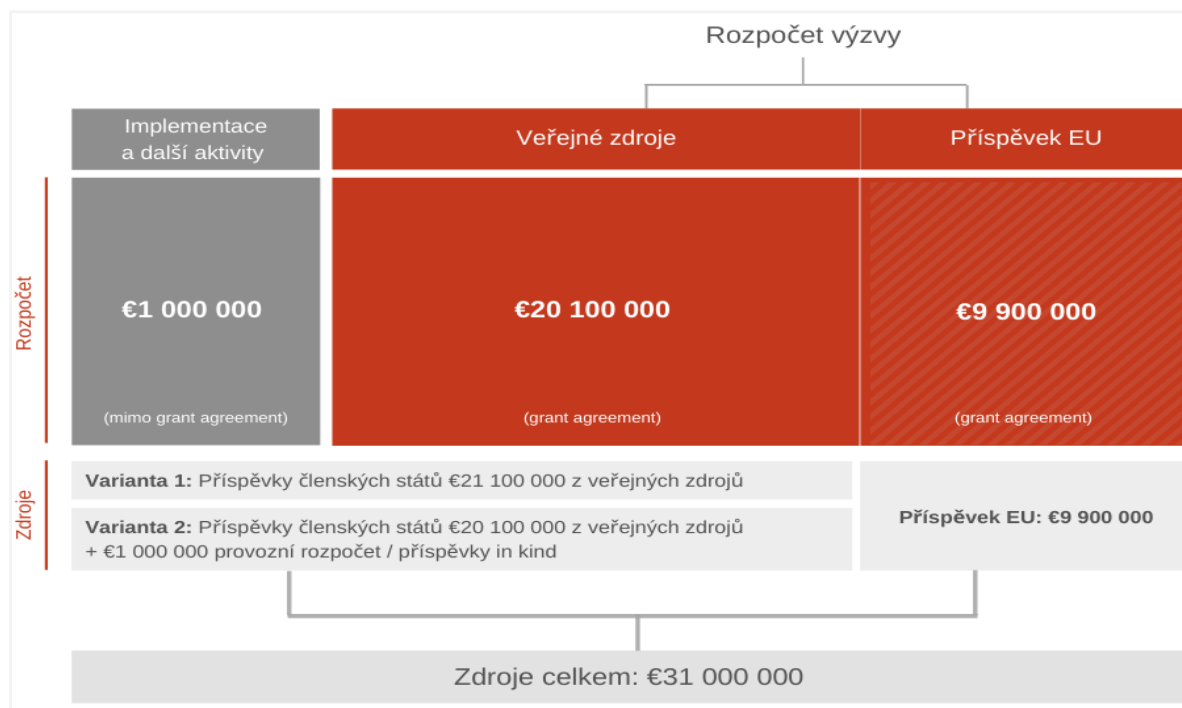 Rozpočet výzvy
Implementace
a další aktivity
Veřejné zdroje
Příspěvek EU
Rozpočet
€1 000 000
€20 100 000
€9 900 000
(mimo grant agreement)
(grant agreement)
(grant agreement)
Zdroje
Varianta 1: Příspěvky členských států €21 100 000 z veřejných zdrojů
Varianta 2: Příspěvky členských států €20 100 000 z veřejných zdrojů
+ €1 000 000 provozní rozpočet / příspěvky in kind
Příspěvek EU: €9 900 000
Zdroje celkem: €31 000 000